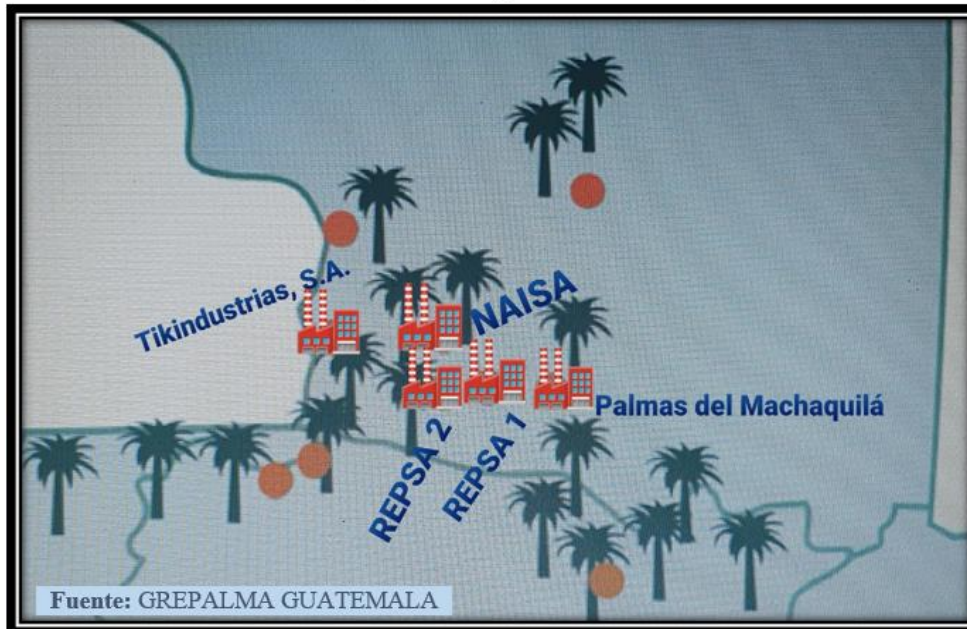 Tikindustrias, S.A.
NAISA
Palmas del Machaquilá
REPSA 2
REPSA 1
Fuente: GREPALMA GUATEMALA